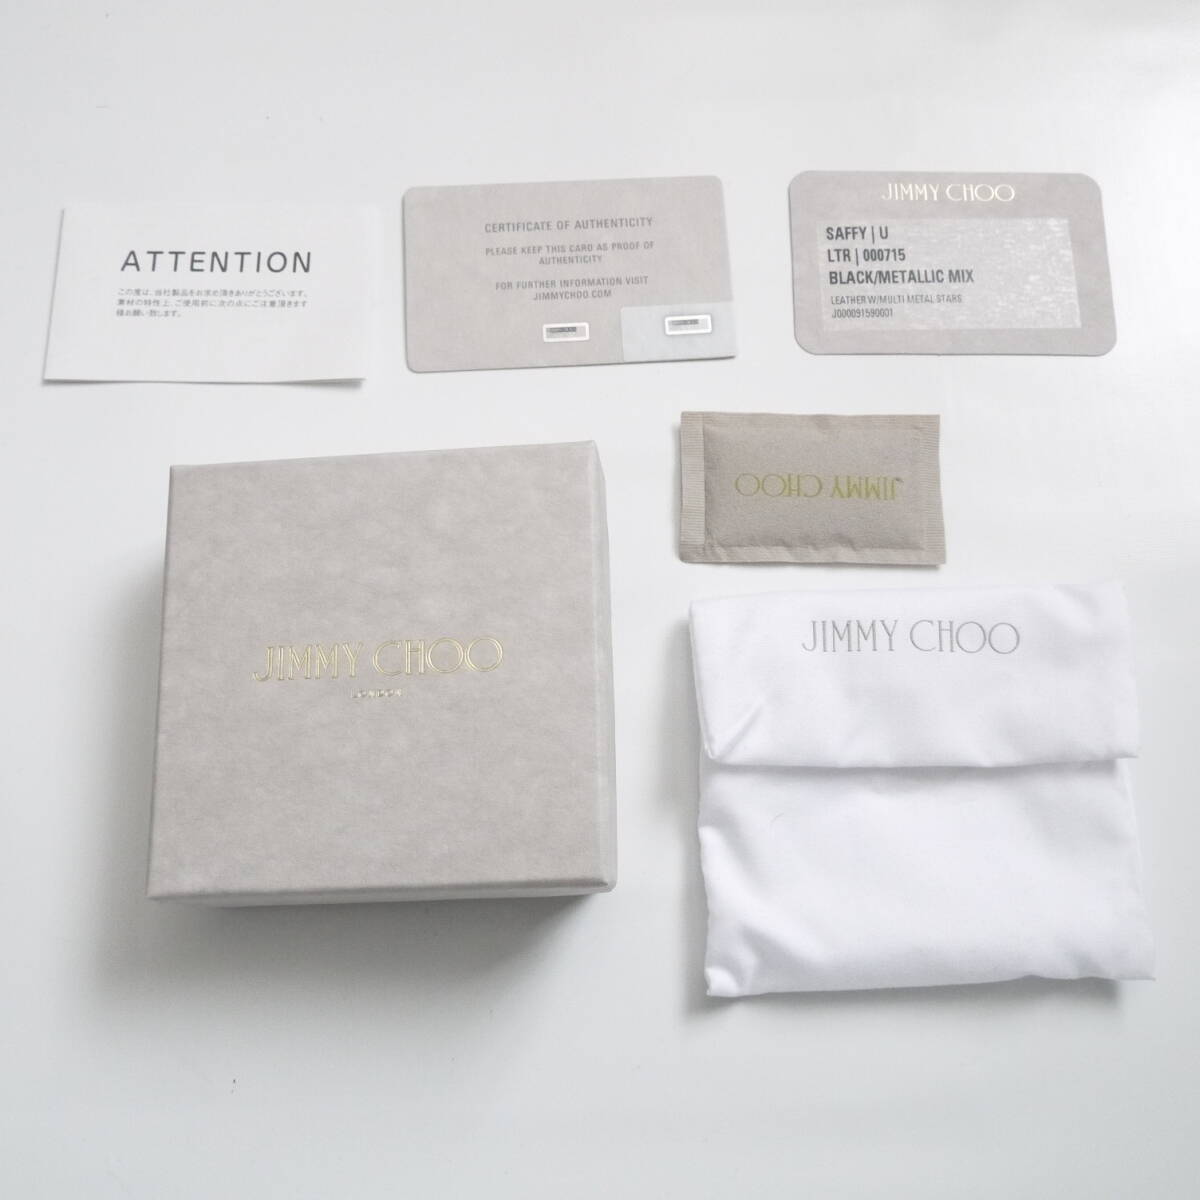 ATTENTION
この度は、当社製品をお求め頂きありがとうございます。
素材の特性上、ご使用前に次の点にご注意頂きます
様お願い致します。
CERTIFICATE OF AUTHENTICITY
PLEASE KEEP THIS CARD AS PROOF OF
AUTHENTICITY
FOR FURTHER INFORMATION VISIT
JIMMYCHOO.COM
JIMMY CHOO
SAFFY | U
LTR | 000715
BLACK/METALLIC MIX
LEATHER W/MULTI METAL STARS
J000091590001
JIMMY CHOO
JIMMY CHOO
LONDON
JIMMY CHOO